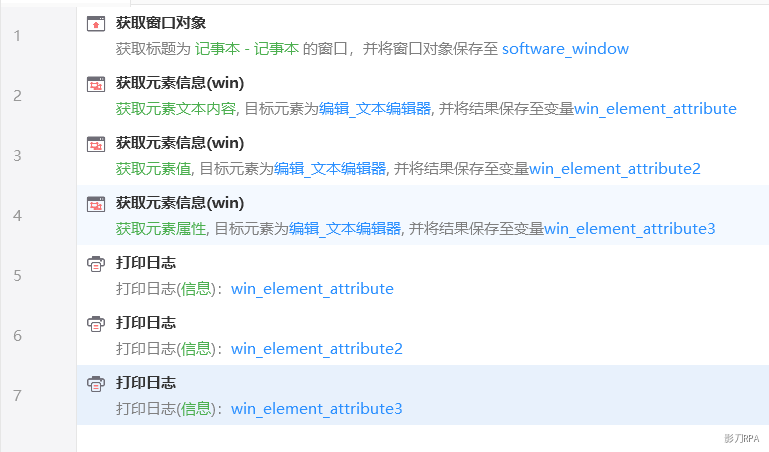 1
获取窗口对象
获取标题为 记事本 - 记事本 的窗口，并将窗口对象保存至 software_window
2
获取元素信息(win)
获取元素文本内容, 目标元素为编辑_文本编辑器, 并将结果保存至变量win_element_attribute
3
获取元素信息(win)
获取元素值, 目标元素为编辑_文本编辑器, 并将结果保存至变量win_element_attribute2
4
获取元素信息(win)
获取元素属性, 目标元素为编辑_文本编辑器, 并将结果保存至变量win_element_attribute3
5
打印日志
打印日志(信息)：win_element_attribute
6
打印日志
打印日志(信息)：win_element_attribute2
7
打印日志
打印日志(信息)：win_element_attribute3
影刀RPA